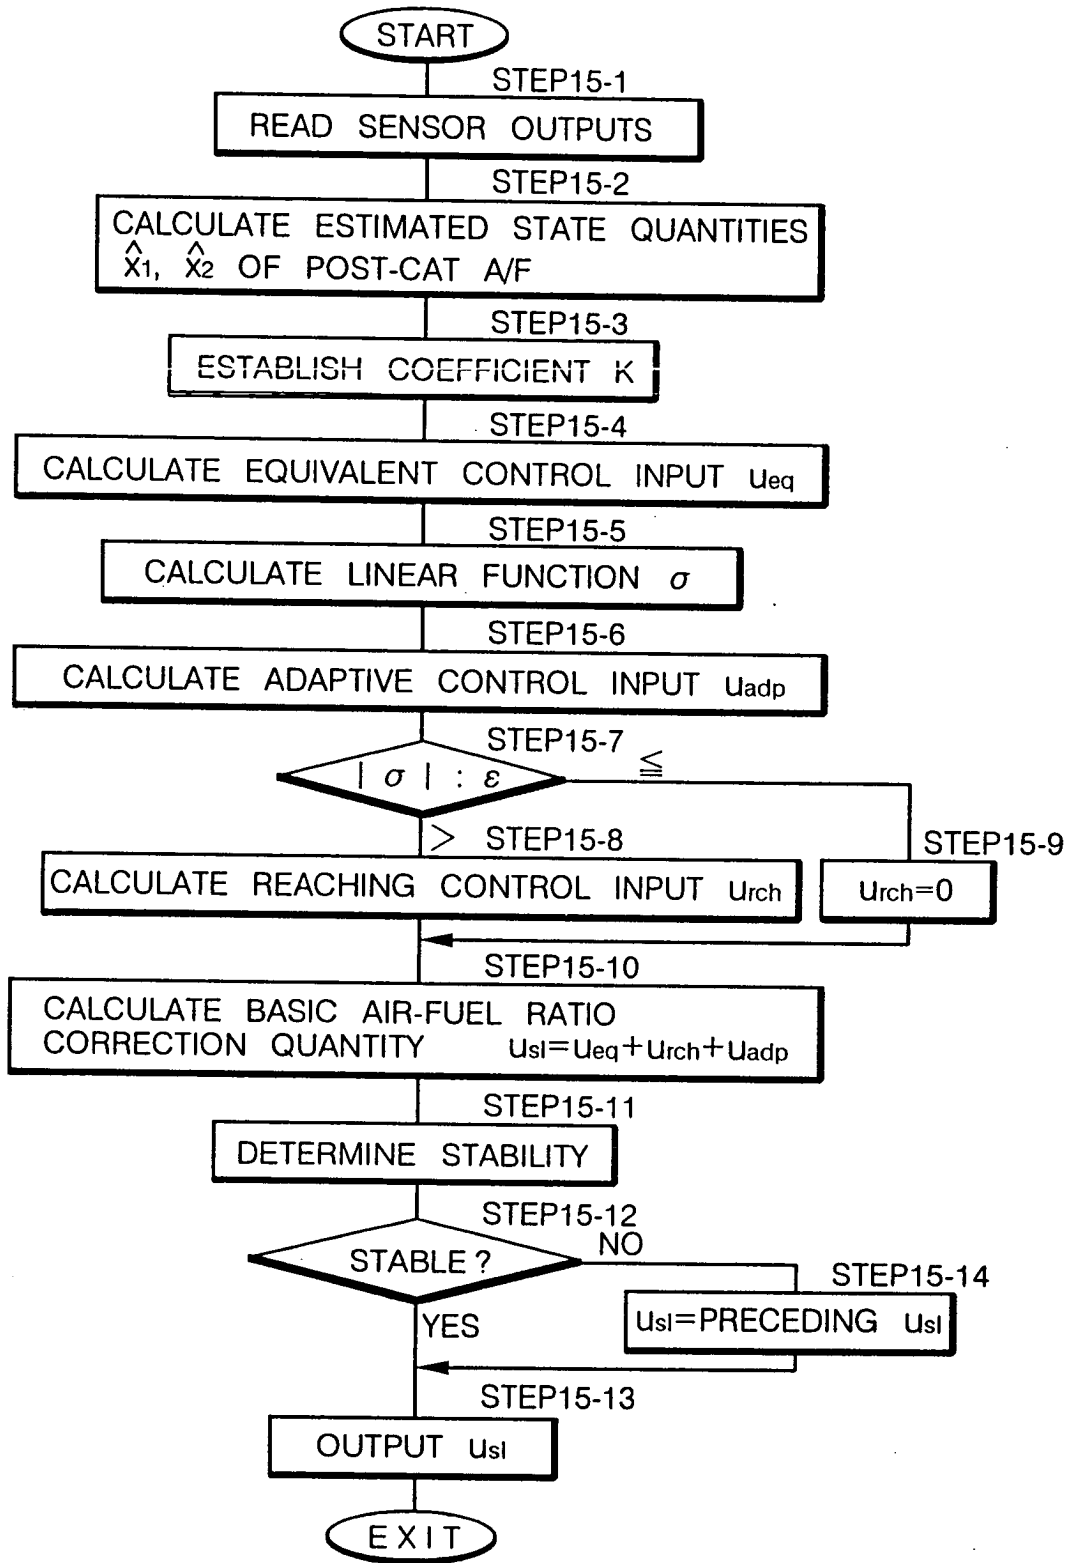 START
STEP15-1
READ SENSOR OUTPUTS
STEP15-2
CALCULATE ESTIMATED STATE QUANTITIES
x̂1, x̂2 OF POST-CAT A/F
STEP15-3
ESTABLISH COEFFICIENT K
STEP15-4
CALCULATE EQUIVALENT CONTROL INPUT ueq
STEP15-5
CALCULATE LINEAR FUNCTION σ
STEP15-6
CALCULATE ADAPTIVE CONTROL INPUT uadp
STEP15-7
| σ | : ε
≦
> STEP15-8
STEP15-9
CALCULATE REACHING CONTROL INPUT urch
urch=0
STEP15-10
CALCULATE BASIC AIR-FUEL RATIO
CORRECTION QUANTITY usl=ueq+urch+uadp
STEP15-11
DETERMINE STABILITY
STEP15-12
STABLE?
NO
STEP15-14
YES
usl=PRECEDING usl
STEP15-13
OUTPUT usl
EXIT